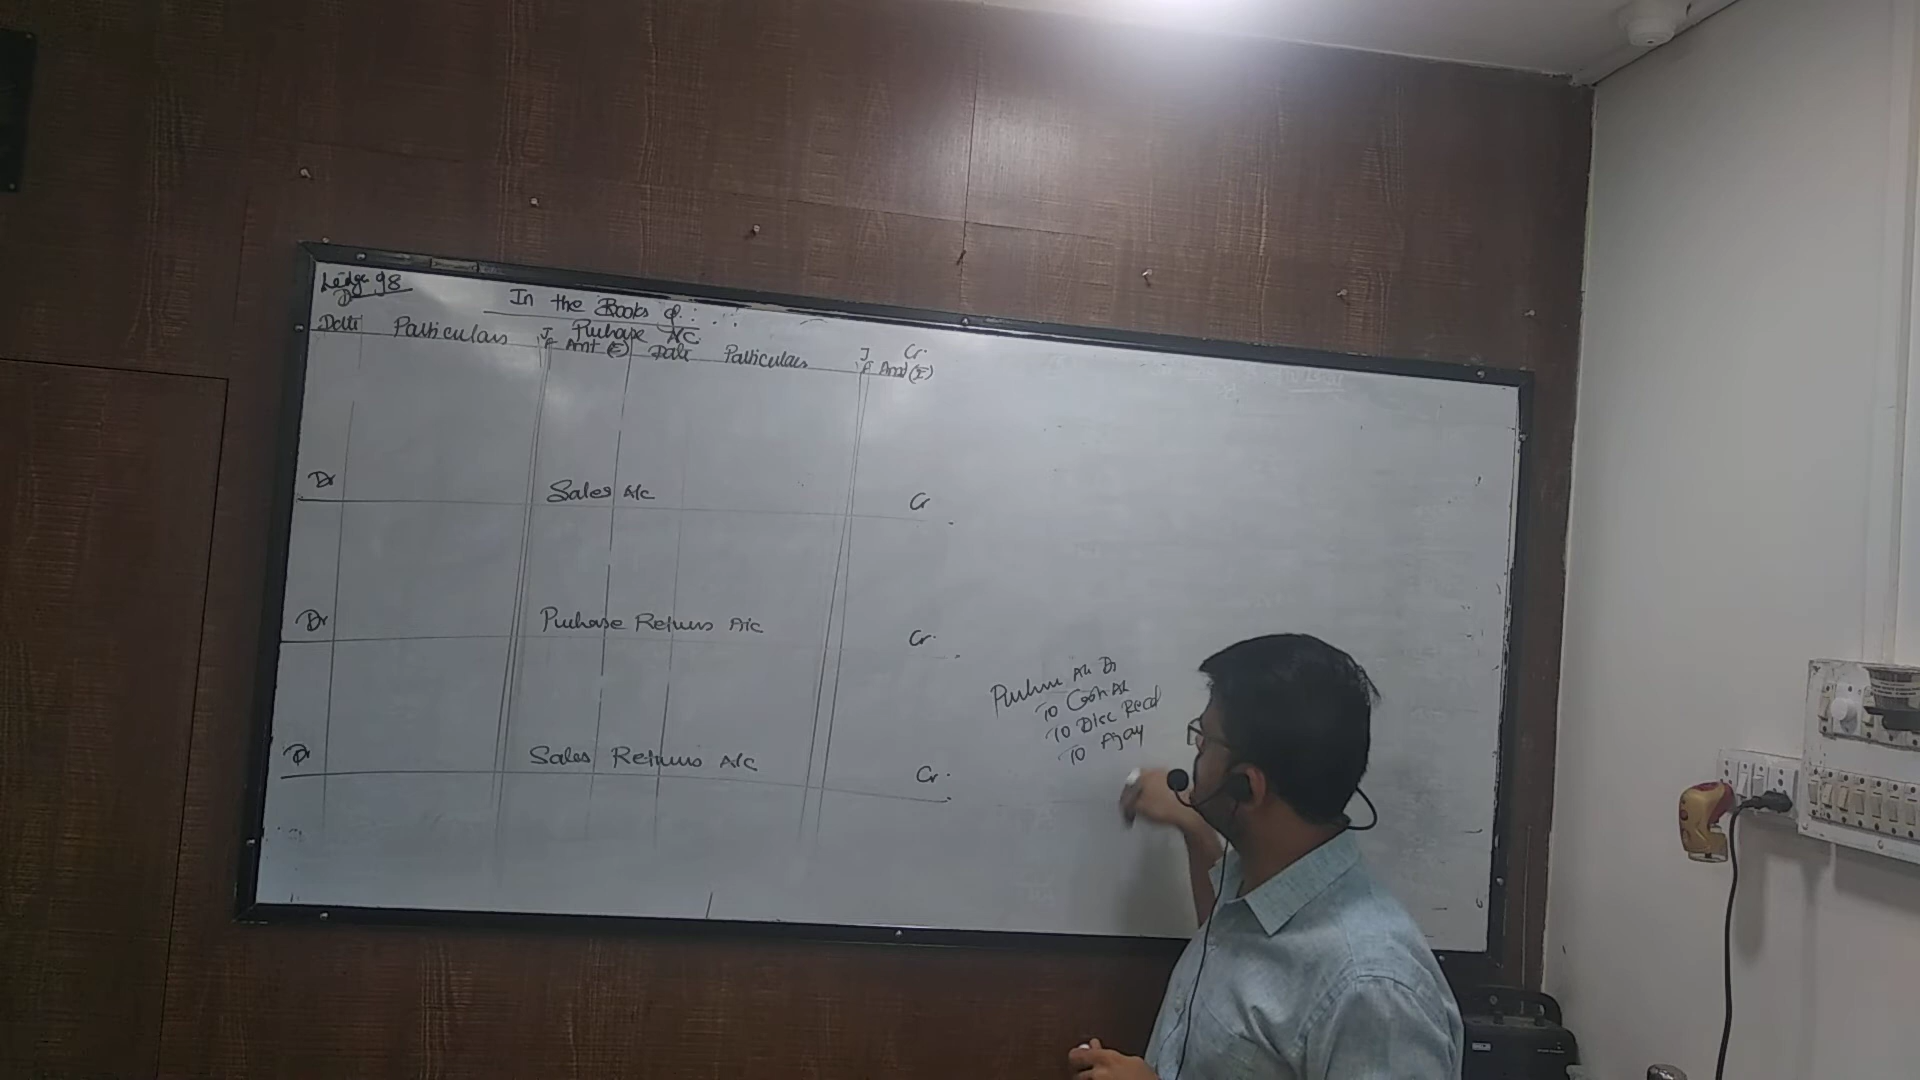 Ledger 98
In the Books of . . . .
Dr Purchase A/c. Cr.
Date Particulars J F Amt (₹) Date Particulars J F Amt (₹)
Dr Sales A/c Cr
Dr Purchase Returns A/c Cr.
Dr Sales Returns A/c Cr.
Purchase A/c Dr
To Cash A/c
To Disc Recd
To Ajay